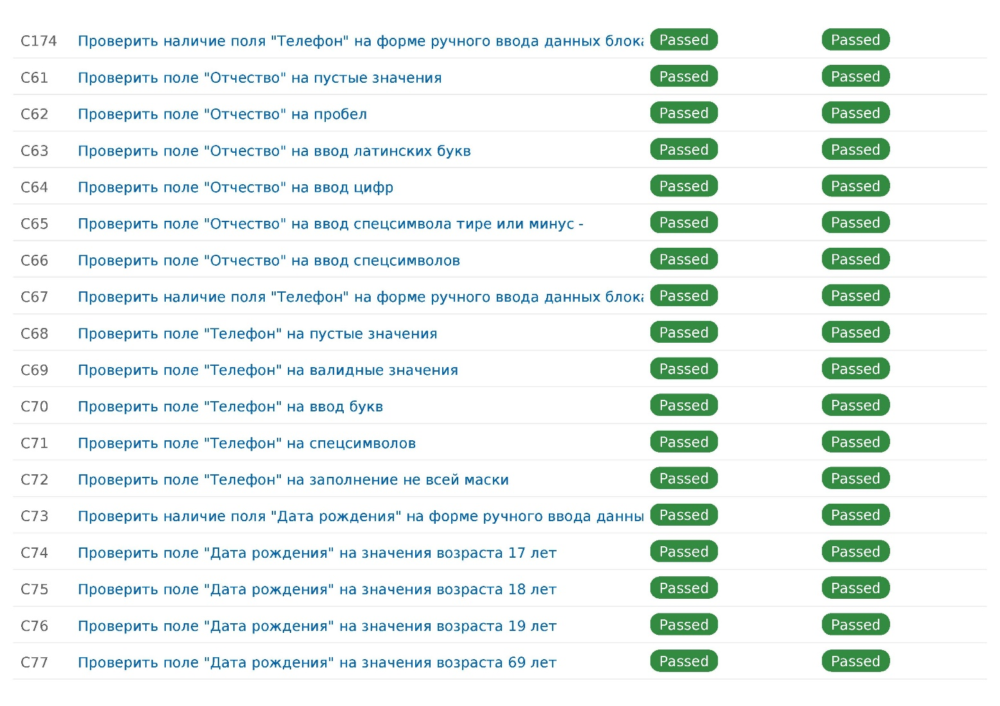 C174 Проверить наличие поля "Телефон" на форме ручного ввода данных блока Passed Passed
C61 Проверить поле "Отчество" на пустые значения Passed Passed
C62 Проверить поле "Отчество" на пробел Passed Passed
C63 Проверить поле "Отчество" на ввод латинских букв Passed Passed
C64 Проверить поле "Отчество" на ввод цифр Passed Passed
C65 Проверить поле "Отчество" на ввод спецсимвола тире или минус - Passed Passed
C66 Проверить поле "Отчество" на ввод спецсимволов Passed Passed
C67 Проверить наличие поля "Телефон" на форме ручного ввода данных блока Passed Passed
C68 Проверить поле "Телефон" на пустые значения Passed Passed
C69 Проверить поле "Телефон" на валидные значения Passed Passed
C70 Проверить поле "Телефон" на ввод букв Passed Passed
C71 Проверить поле "Телефон" на спецсимволов Passed Passed
C72 Проверить поле "Телефон" на заполнение не всей маски Passed Passed
C73 Проверить наличие поля "Дата рождения" на форме ручного ввода данны Passed Passed
C74 Проверить поле "Дата рождения" на значения возраста 17 лет Passed Passed
C75 Проверить поле "Дата рождения" на значения возраста 18 лет Passed Passed
C76 Проверить поле "Дата рождения" на значения возраста 19 лет Passed Passed
C77 Проверить поле "Дата рождения" на значения возраста 69 лет Passed Passed